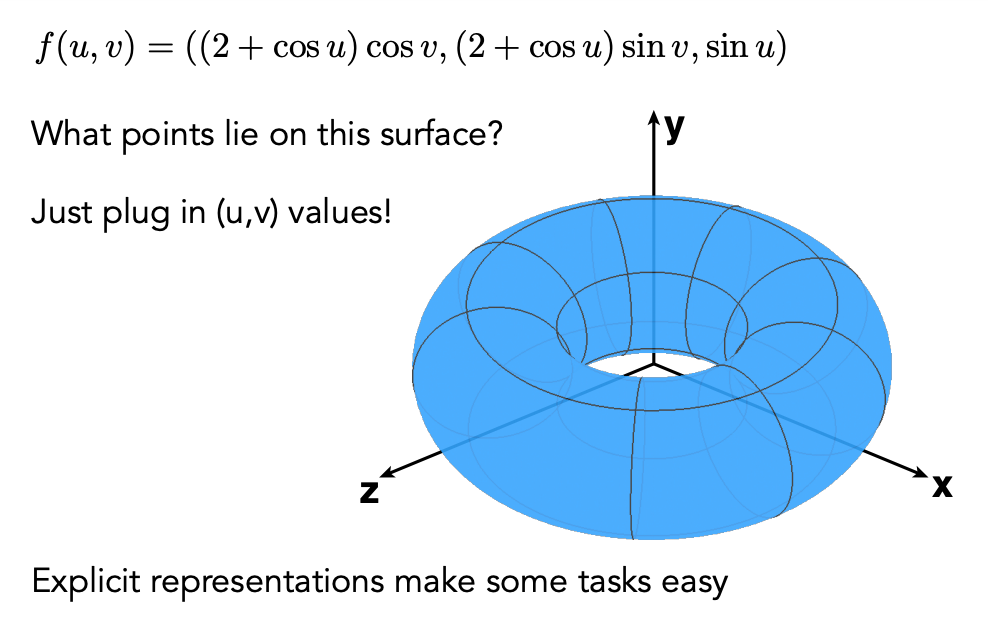 f(u, v) = ((2 + cos u) cos v, (2 + cos u) sin v, sin u)
What points lie on this surface?
y
Just plug in (u,v) values!
z
x
Explicit representations make some tasks easy